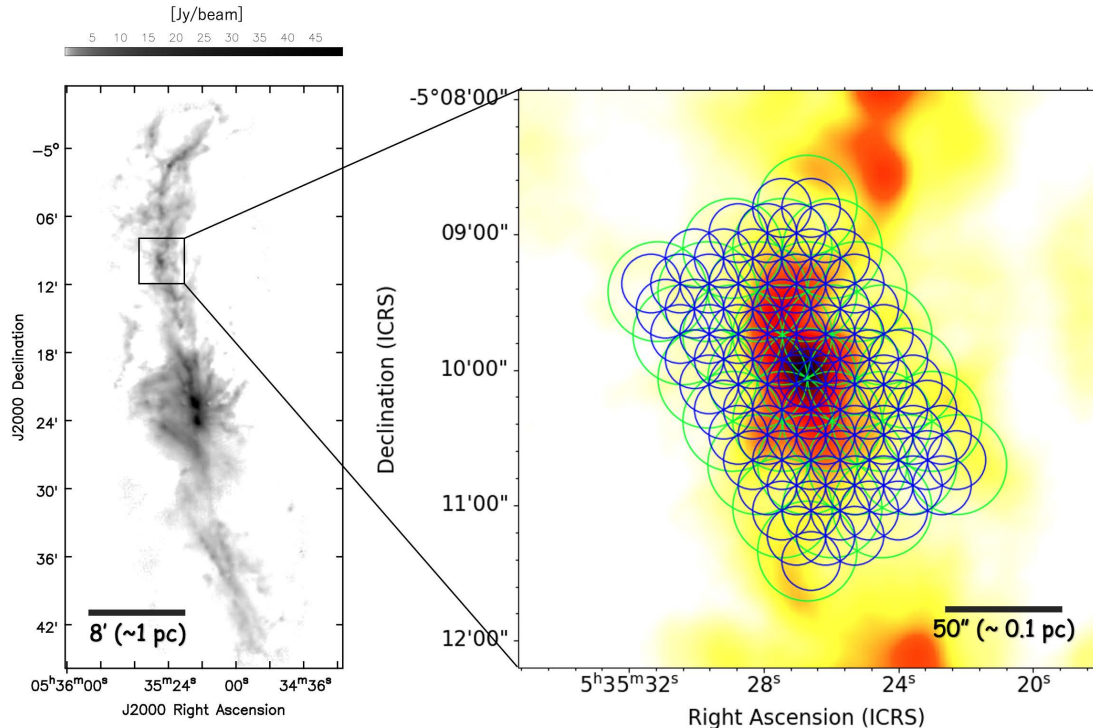 [Jy/beam]
5 10 15 20 25 30 35 40 45
−5°
06'
12'
18'
24'
30'
36'
42'
J2000 Declination
8' (~1 pc)
05ʰ36ᵐ00ˢ 35ᵐ24ˢ 00ˢ 34ᵐ36ˢ
J2000 Right Ascension
-5°08'00"
09'00"
10'00"
11'00"
12'00"
Declination (ICRS)
50" (~ 0.1 pc)
5ʰ35ᵐ32ˢ 28ˢ 24ˢ 20ˢ
Right Ascension (ICRS)